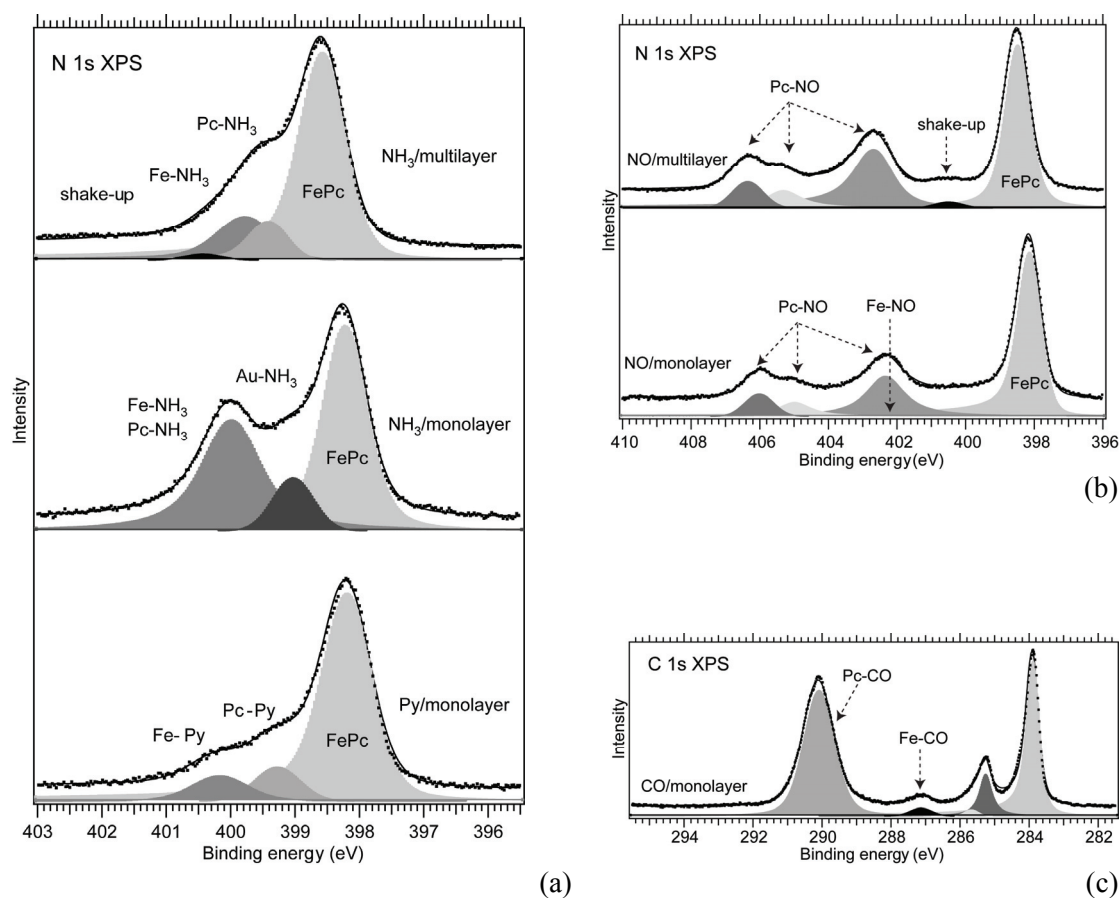 N 1s XPS
Pc-NH3
Fe-NH3
shake-up
NH3/multilayer
FePc
Au-NH3
Fe-NH3
Pc-NH3
NH3/monolayer
FePc
Pc-Py
Fe- Py
Py/monolayer
FePc
Intensity
403 402 401 400 399 398 397 396
Binding energy (eV)
(a)
N 1s XPS
Pc-NO
shake-up
NO/multilayer
FePc
Pc-NO
Fe-NO
NO/monolayer
FePc
Intensity
410 408 406 404 402 400 398 396
Binding energy (eV)
(b)
C 1s XPS
Pc-CO
Fe-CO
CO/monolayer
Intensity
294 292 290 288 286 284 282
Binding energy (eV)
(c)